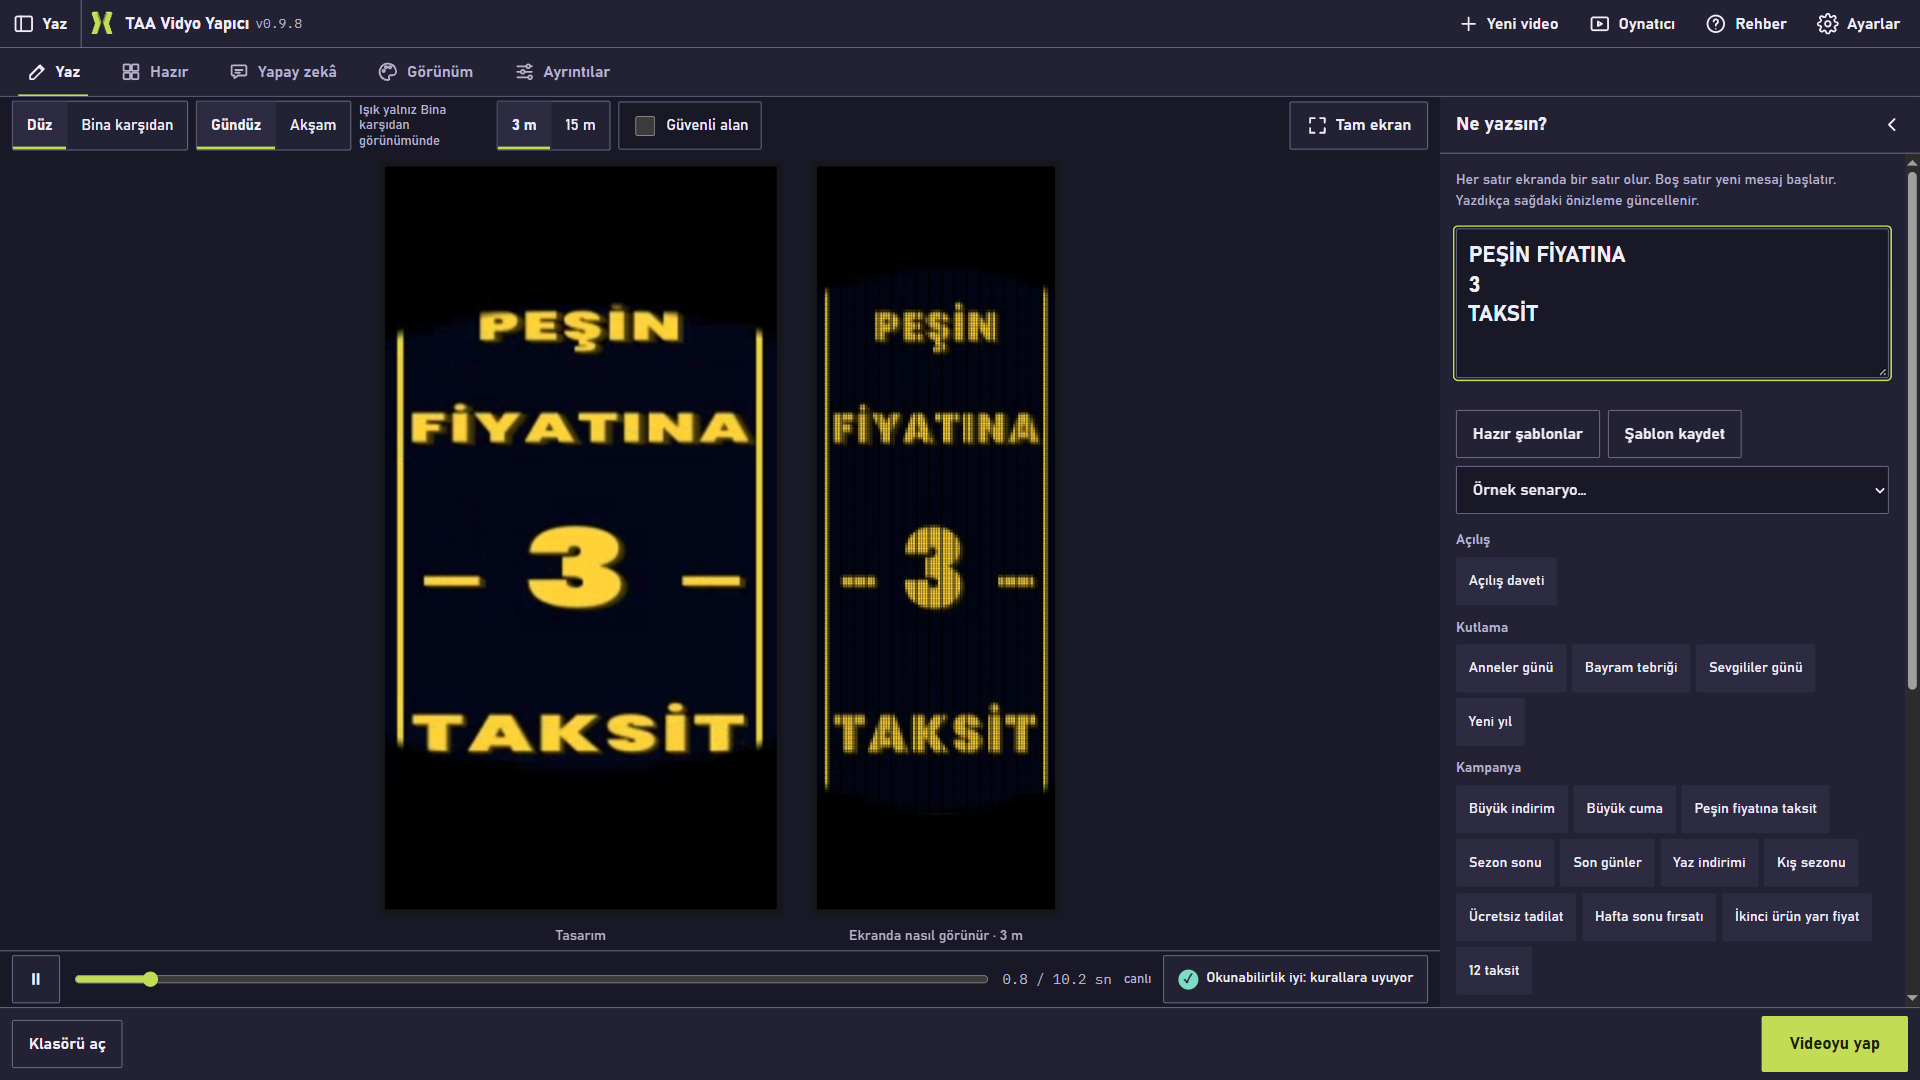 Yaz
TAA Vidyo Yapıcı v0.9.8
Yeni video
Oynatıcı
Rehber
Ayarlar
Yaz
Hazır
Yapay zekâ
Görünüm
Ayrıntılar
Düz
Bina karşıdan
Gündüz
Akşam
Işık yalnız Bina
karşıdan
görünümünde
3 m
15 m
Güvenli alan
Tam ekran
PEŞİN
FİYATINA
3
TAKSİT
Tasarım
PEŞİN
FİYATINA
3
TAKSİT
Ekranda nasıl görünür · 3 m
0.8 / 10.2 sn
canlı
Okunabilirlik iyi: kurallara uyuyor
Ne yazsın?
Her satır ekranda bir satır olur. Boş satır yeni mesaj başlatır.
Yazdıkça sağdaki önizleme güncellenir.
PEŞİN FİYATINA
3
TAKSİT
Hazır şablonlar
Şablon kaydet
Örnek senaryo…
Açılış
Açılış daveti
Kutlama
Anneler günü
Bayram tebriği
Sevgililer günü
Yeni yıl
Kampanya
Büyük indirim
Büyük cuma
Peşin fiyatına taksit
Sezon sonu
Son günler
Yaz indirimi
Kış sezonu
Ücretsiz tadilat
Hafta sonu fırsatı
İkinci ürün yarı fiyat
12 taksit
Klasörü aç
Videoyu yap